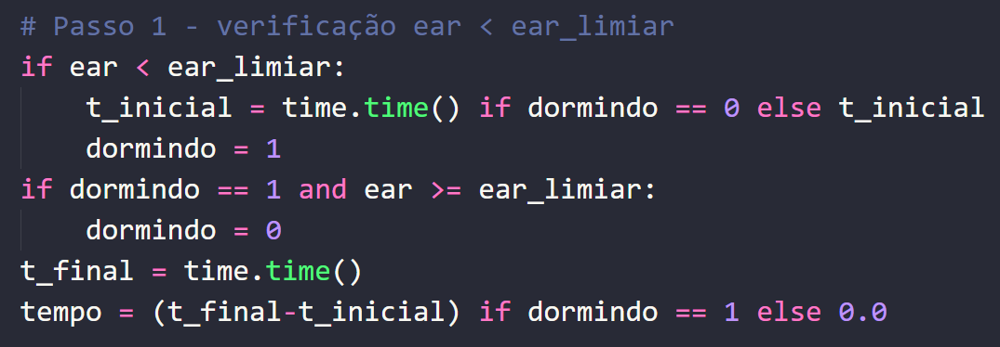 # Passo 1 - verificação ear < ear_limiar
if ear < ear_limiar:
    t_inicial = time.time() if dormindo == 0 else t_inicial
    dormindo = 1
if dormindo == 1 and ear >= ear_limiar:
    dormindo = 0
t_final = time.time()
tempo = (t_final-t_inicial) if dormindo == 1 else 0.0